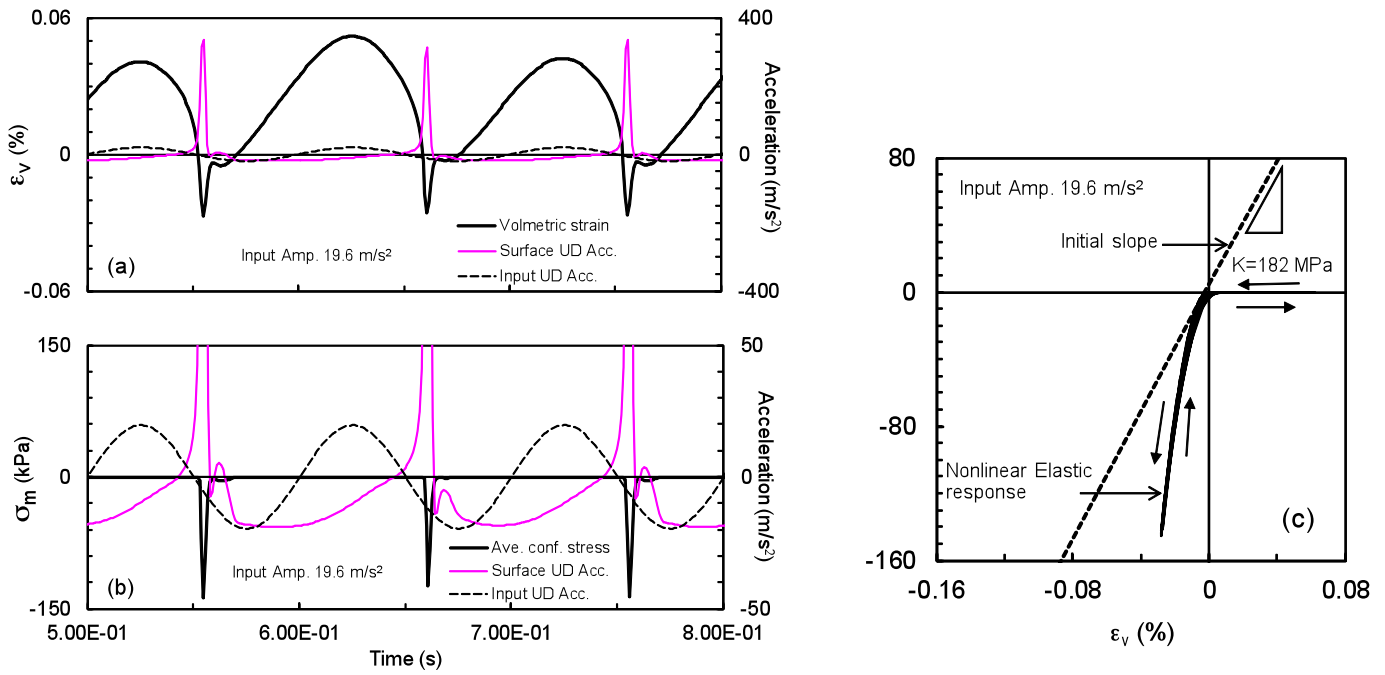 0.06
0
-0.06
εv (%)
400
0
-400
Acceleration (m/s²)
Volmetric strain
Surface UD Acc.
Input UD Acc.
Input Amp. 19.6 m/s²
(a)
150
0
-150
σm (kPa)
50
0
-50
Acceleration (m/s²)
Ave. conf. stress
Surface UD Acc.
Input UD Acc.
Input Amp. 19.6 m/s²
(b)
5.00E-01
6.00E-01
7.00E-01
8.00E-01
Time (s)
80
0
-80
-160
Input Amp. 19.6 m/s²
Initial slope
K=182 MPa
Nonlinear Elastic
response
(c)
-0.16
-0.08
0
0.08
εv (%)